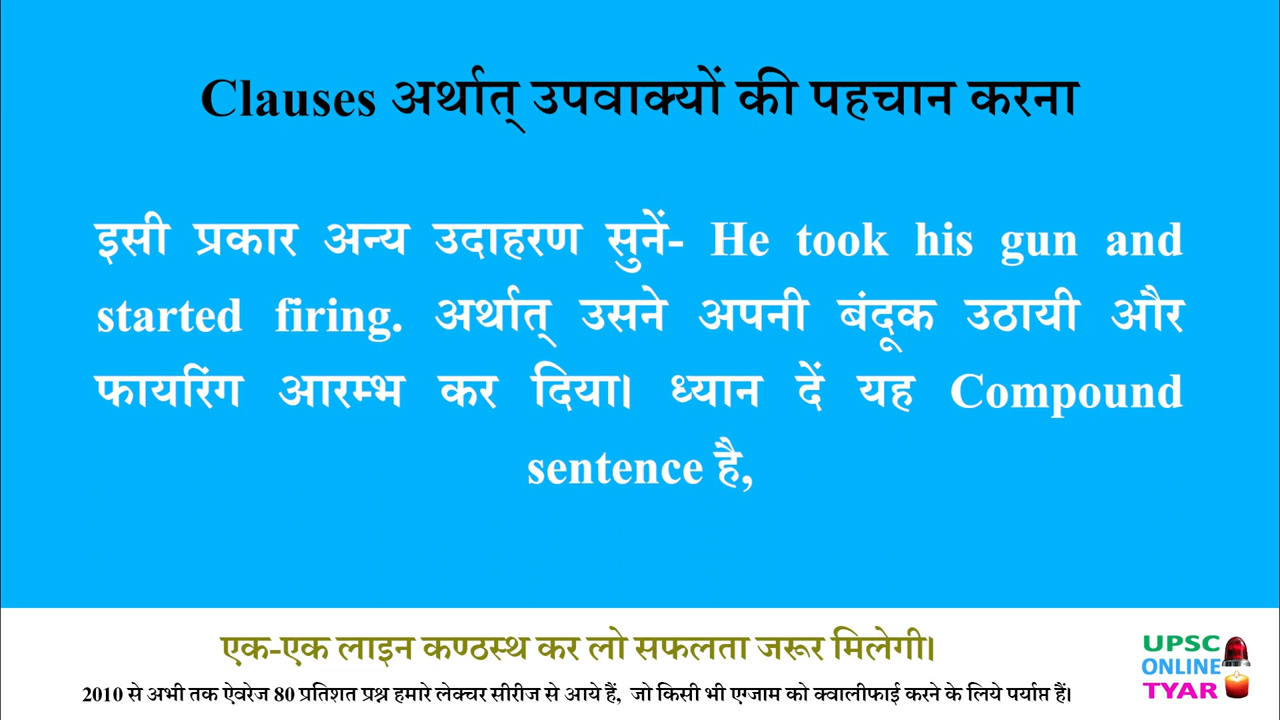 Clauses अर्थात् उपवाक्यों की पहचान करना
इसी प्रकार अन्य उदाहरण सुनें- He took his gun and
started firing. अर्थात् उसने अपनी बंदूक उठायी और
फायरिंग आरम्भ कर दिया। ध्यान दें यह Compound
sentence है,
एक-एक लाइन कण्ठस्थ कर लो सफलता जरूर मिलेगी।
2010 से अभी तक ऐवरेज 80 प्रतिशत प्रश्न हमारे लेक्चर सीरीज से आये हैं, जो किसी भी एग्जाम को क्वालीफाई करने के लिये पर्याप्त हैं।
UPSC
ONLINE
TYAR